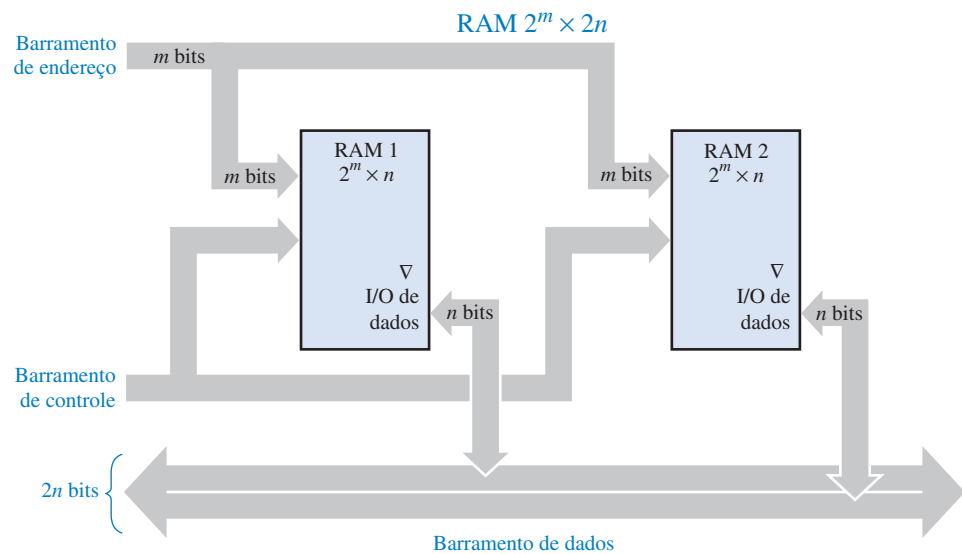 RAM 2^m × 2n
Barramento
de endereço
m bits
RAM 1
2^m × n
m bits
∇
I/O de
dados
n bits
RAM 2
2^m × n
m bits
∇
I/O de
dados
n bits
Barramento
de controle
2n bits
Barramento de dados